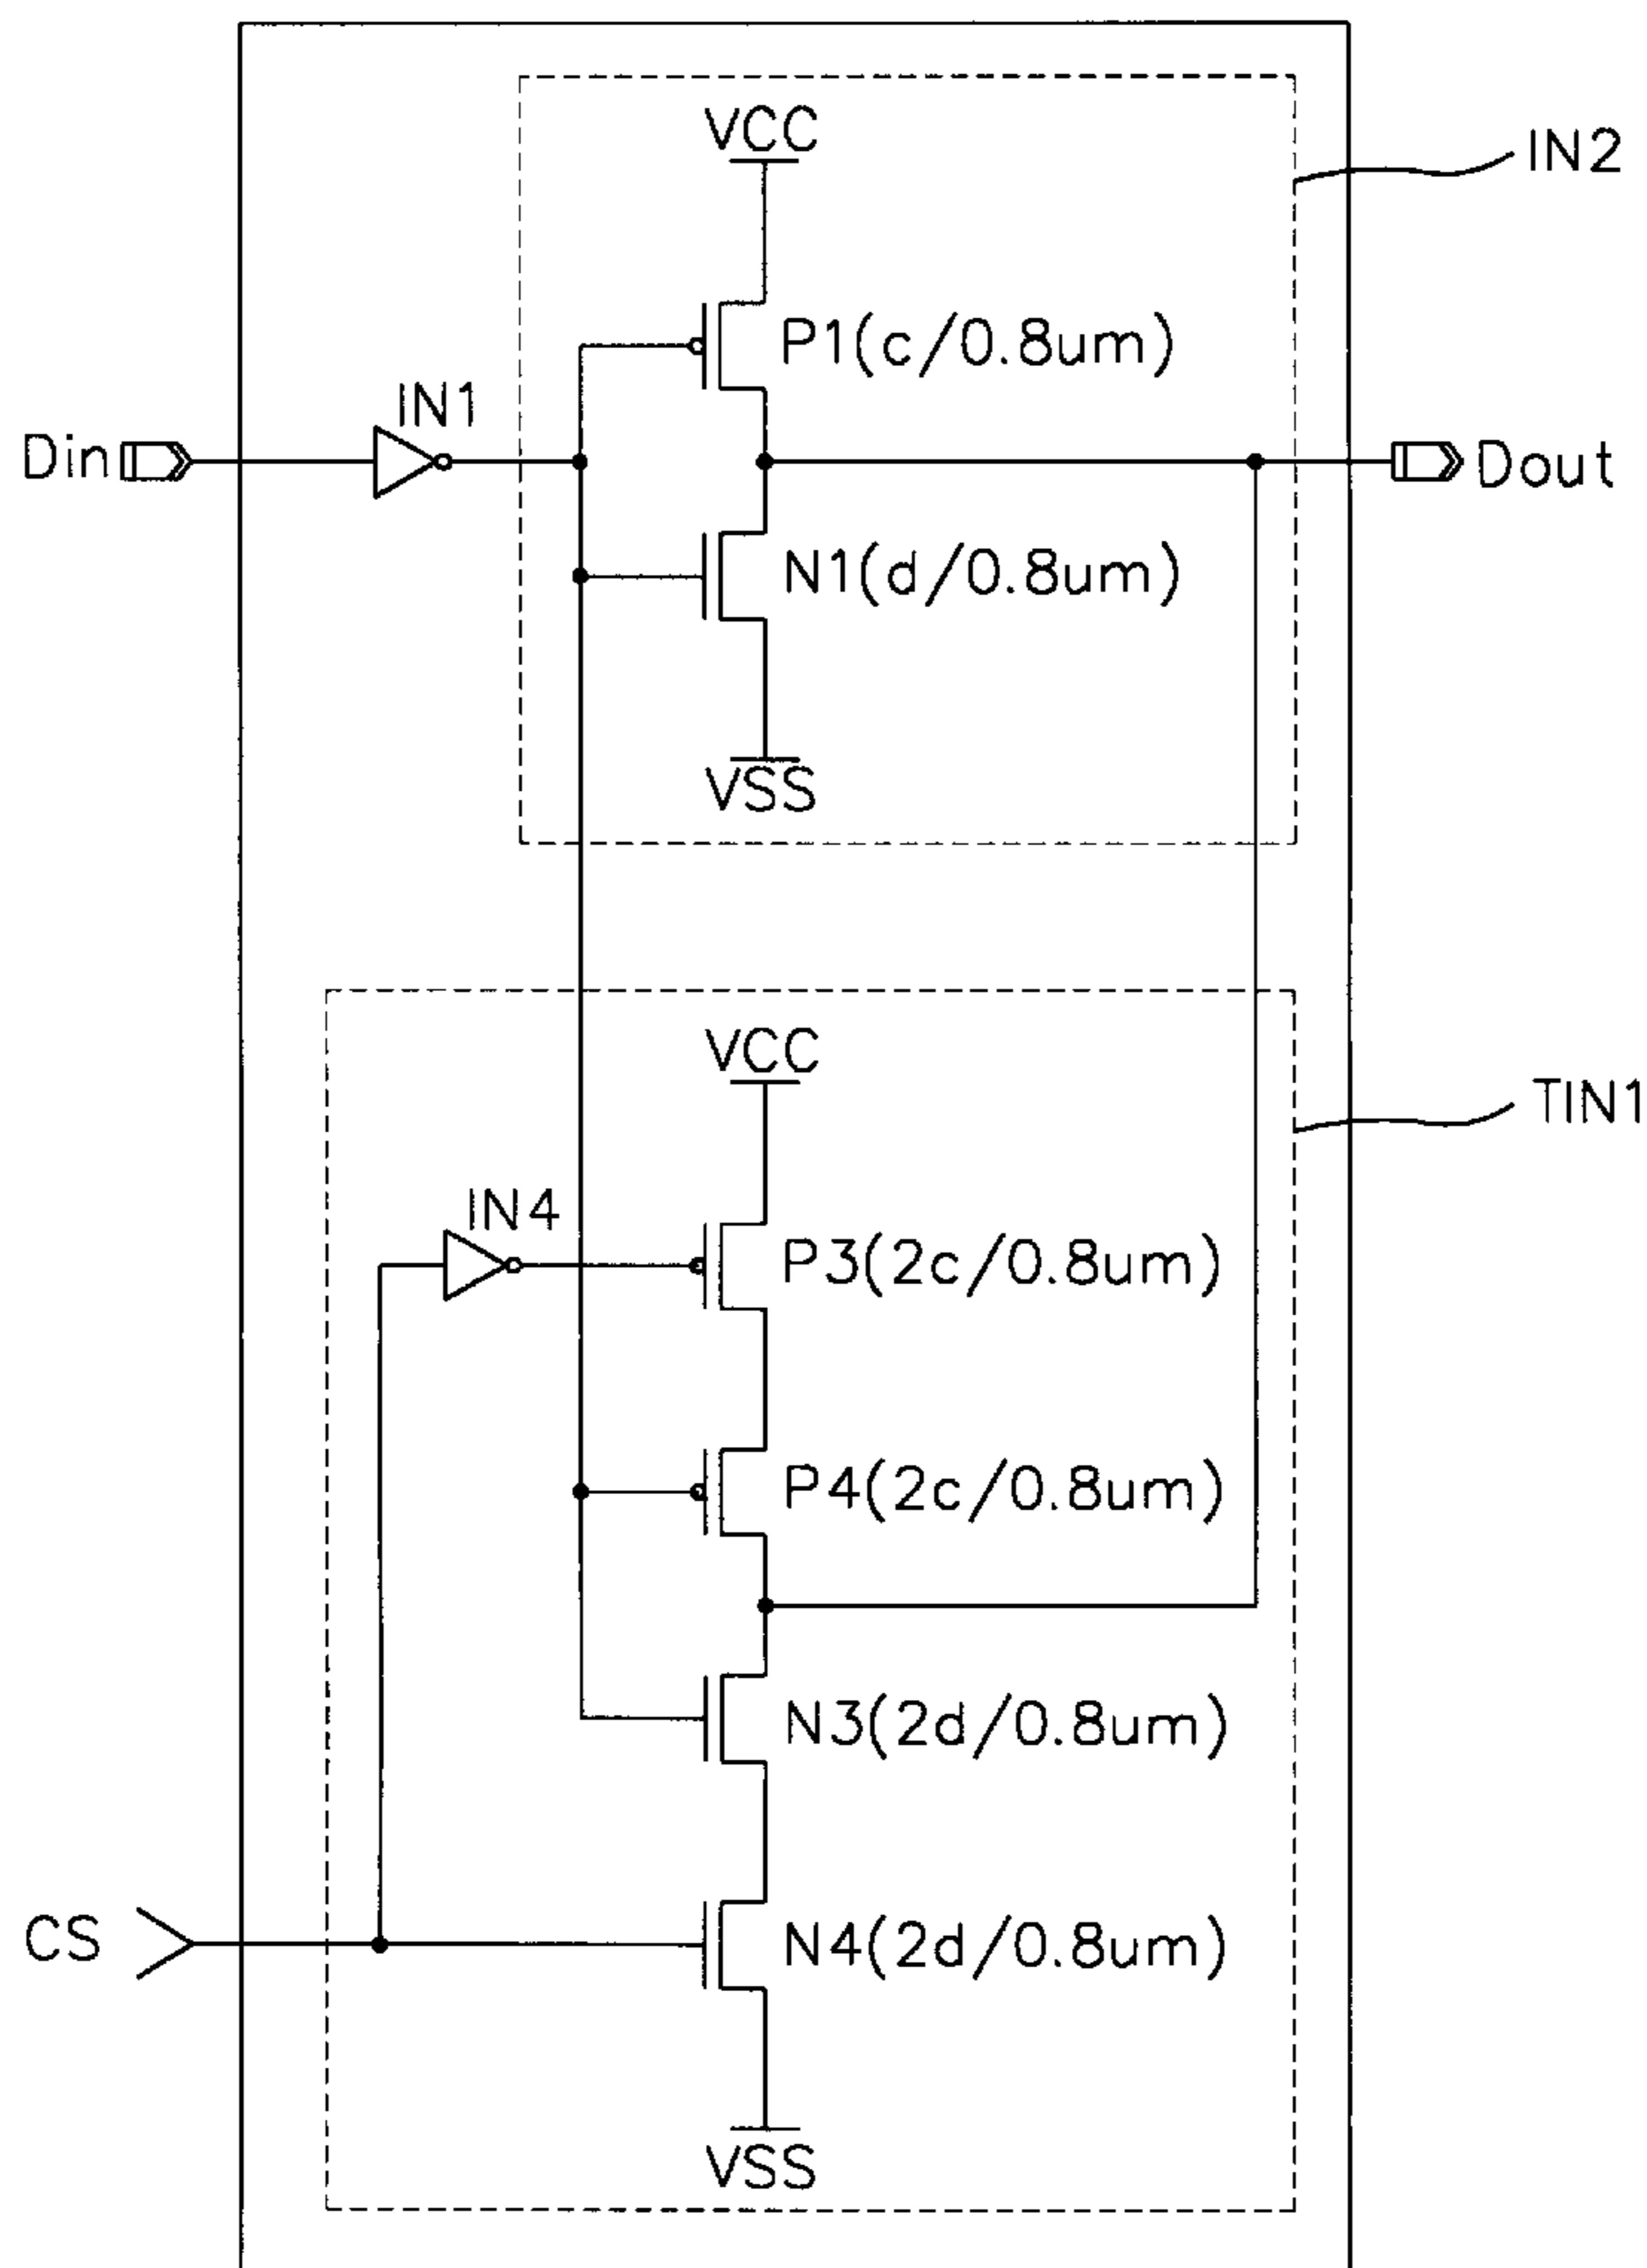 VCC
IN2
P1(c/0.8um)
IN1
Din
Dout
N1(d/0.8um)
VSS
VCC
TIN1
IN4
P3(2c/0.8um)
P4(2c/0.8um)
N3(2d/0.8um)
CS
N4(2d/0.8um)
VSS